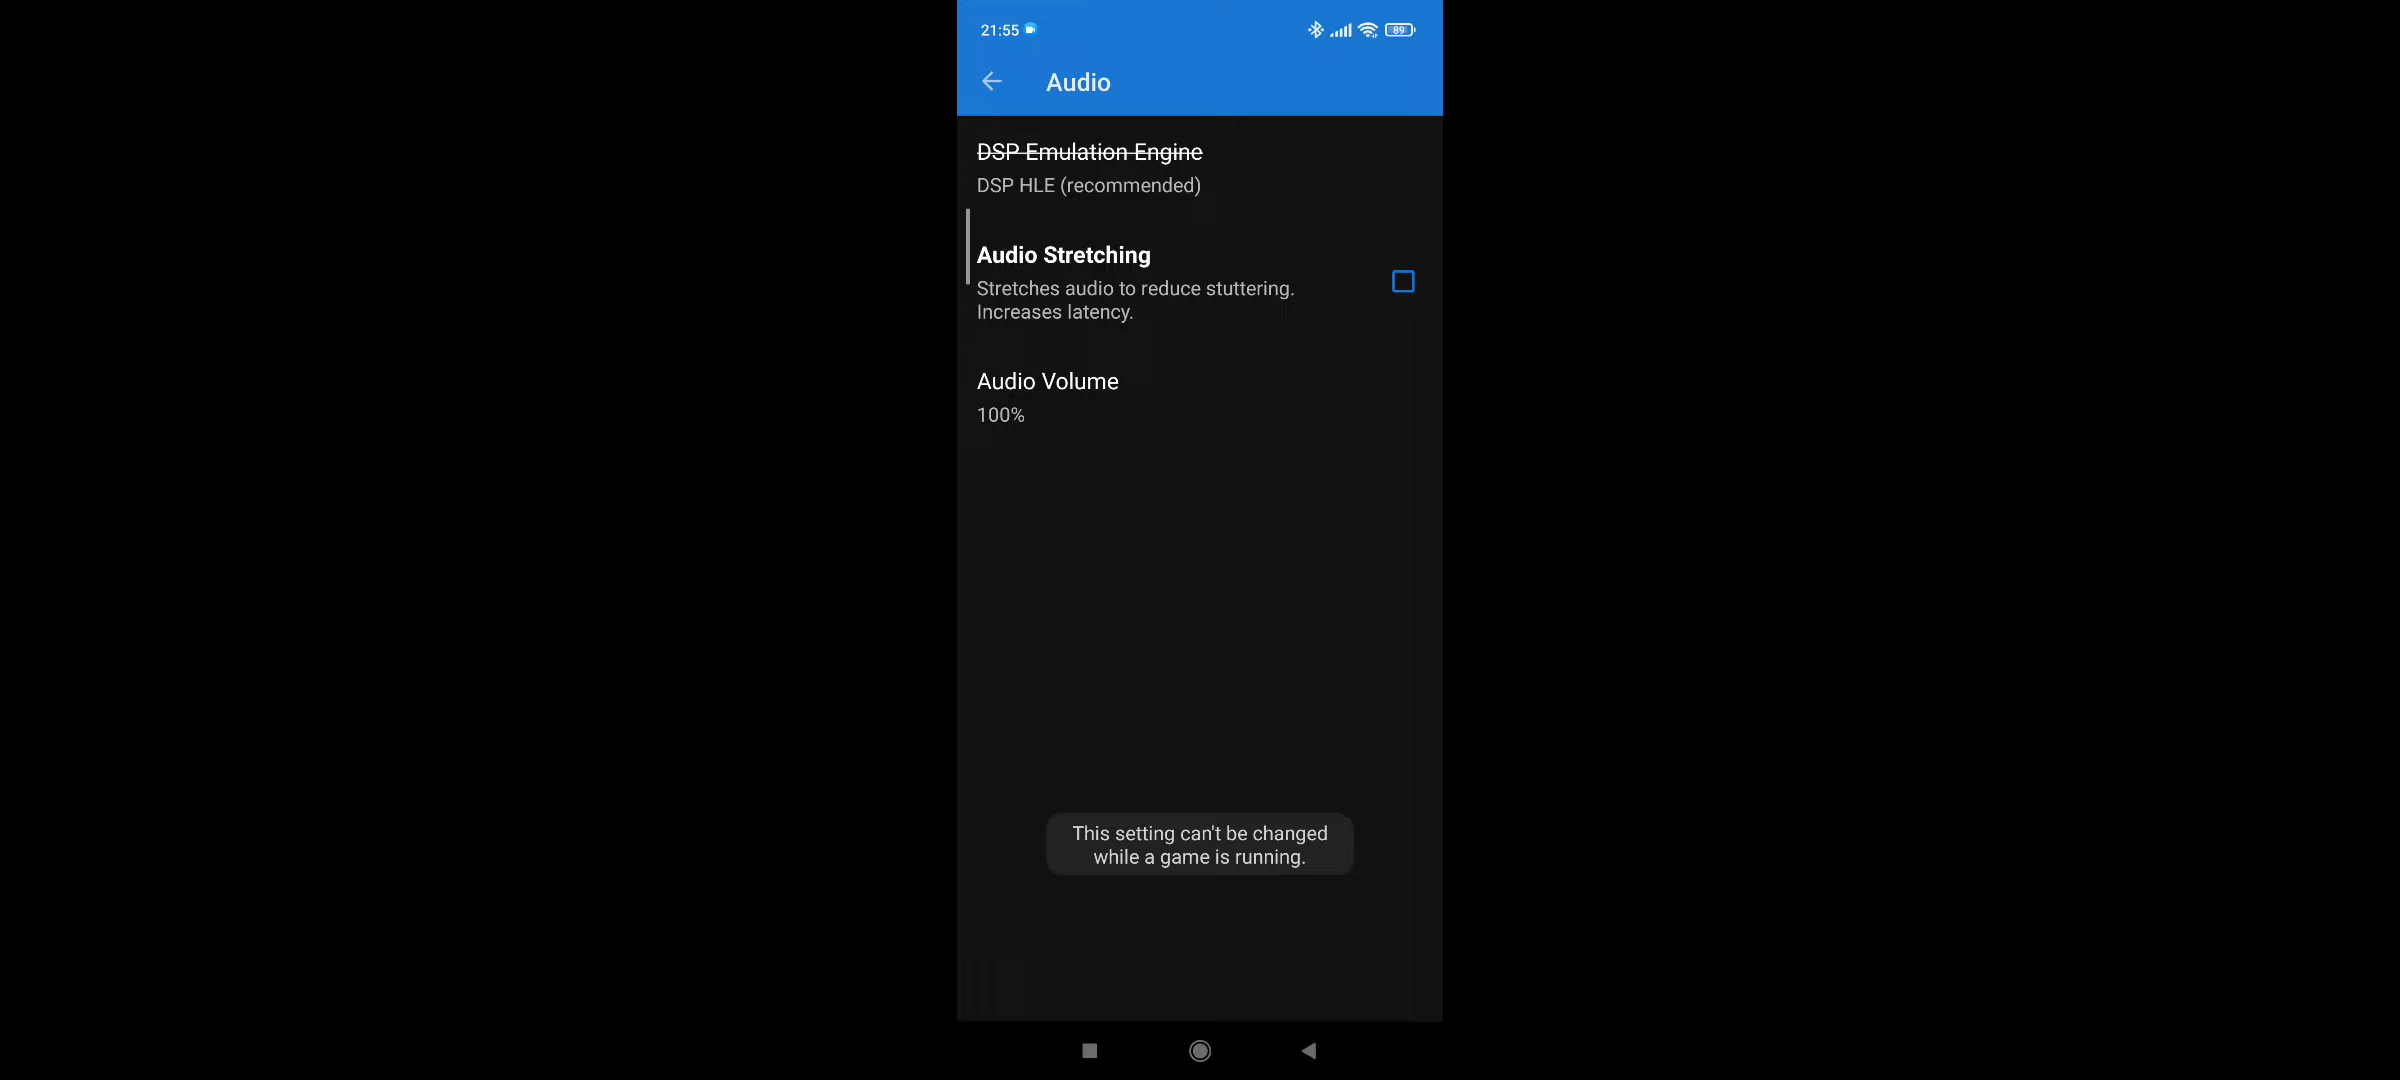 21:55
89
Audio
DSP Emulation Engine
DSP HLE (recommended)
Audio Stretching
Stretches audio to reduce stuttering.
Increases latency.
Audio Volume
100%
This setting can't be changed
while a game is running.